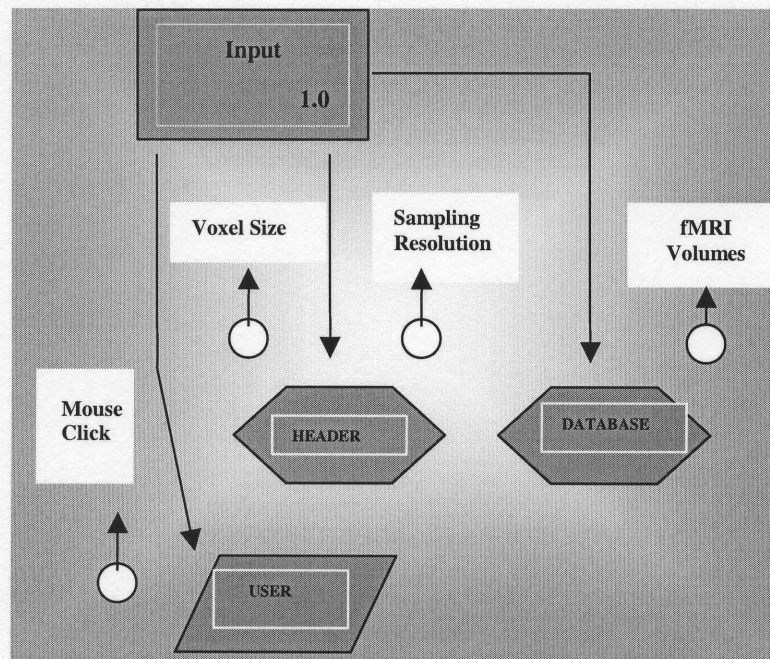 Input
1.0
Voxel Size
Sampling
Resolution
fMRI
Volumes
Mouse
Click
HEADER
DATABASE
USER